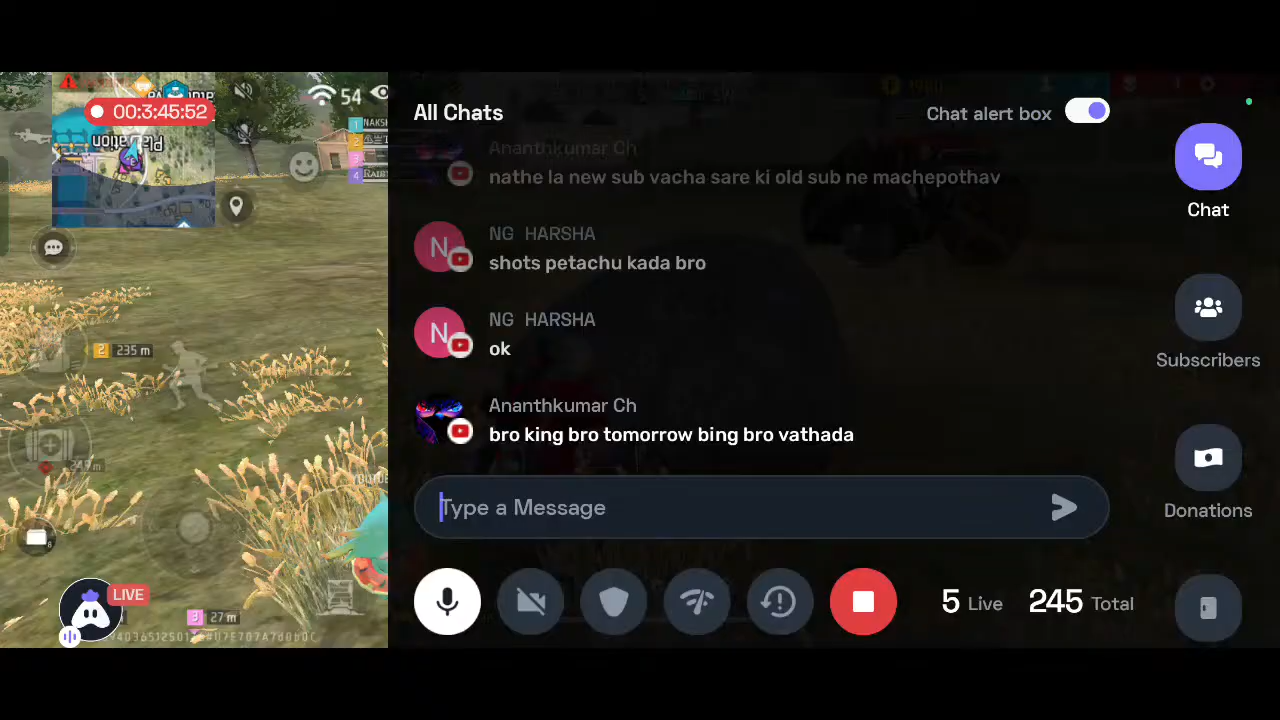 00:3:45:52
54
Plantation
NAKS
235 m
27 m
LIVE
All Chats
Chat alert box
Ananthkumar Ch
nathe la new sub vacha sare ki old sub ne machepothav
NG HARSHA
shots petachu kada bro
NG HARSHA
ok
Ananthkumar Ch
bro king bro tomorrow bing bro vathada
Type a Message
5 Live 245 Total
Chat
Subscribers
Donations